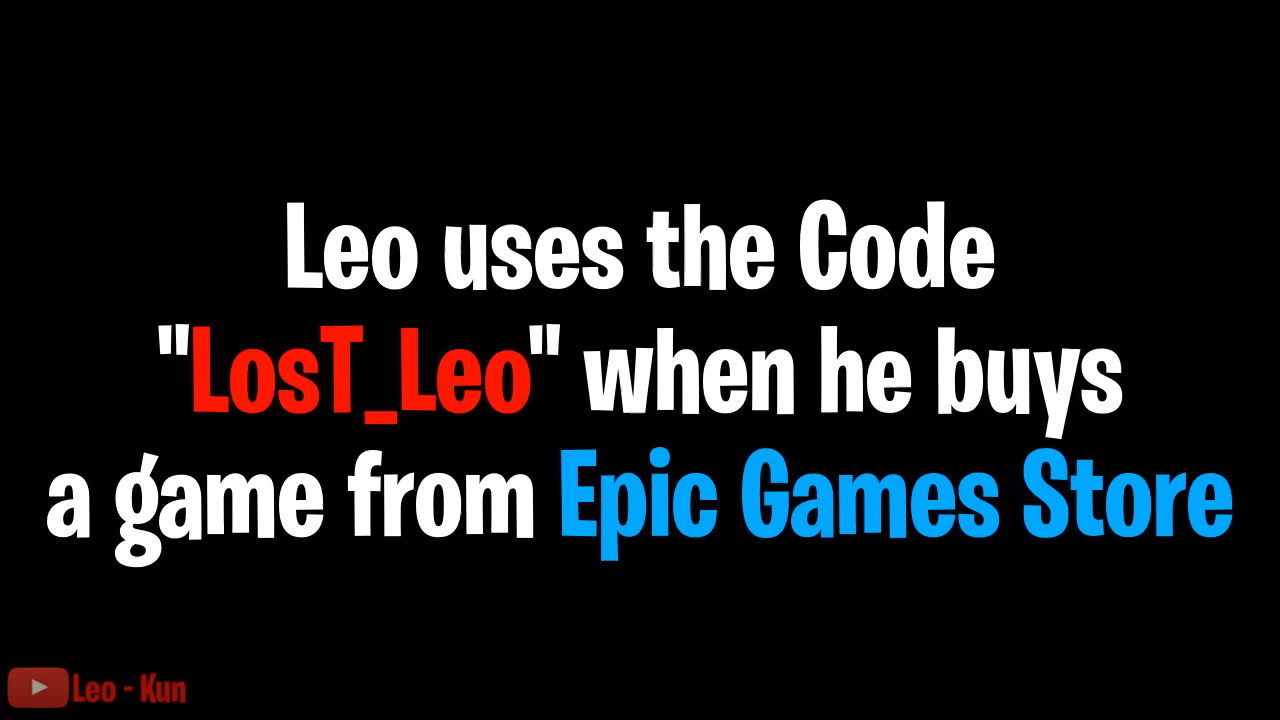 Leo uses the Code
"LosT_Leo" when he buys
a game from Epic Games Store
Leo - Kun